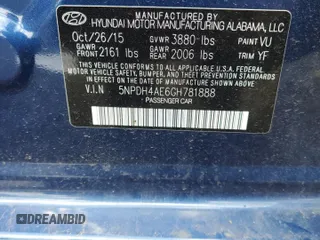 HYUNDAI MOTOR
MANUFACTURING ALABAMA, LLC
Oct/26/15 GVWR 3880 lbs PAINT VU
GAWR FRONT 2161 lbs GAWR REAR 2006 lbs TRIM YF
THIS VEHICLE CONFORMS TO ALL APPLICABLE U.S.A. FEDERAL
MOTOR VEHICLE SAFETY, BUMPER, AND THEFT PREVENTION
STANDARDS IN EFFECT ON THE DATE OF MANUFACTURE SHOWN ABOVE.
V.I.N 5NPDH4AE6GH781888
PASSENGER CAR
DREAMBID